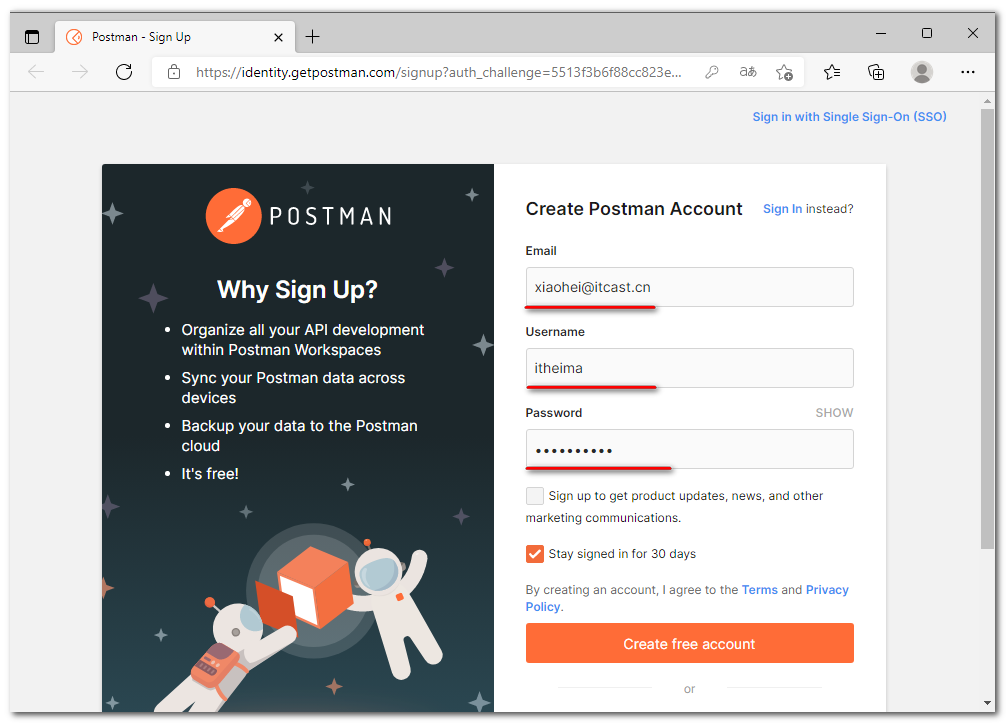 Postman - Sign Up
https://identity.getpostman.com/signup?auth_challenge=5513f3b6f88cc823e...
aあ
Sign in with Single Sign-On (SSO)
POSTMAN
Why Sign Up?
• Organize all your API development
within Postman Workspaces
• Sync your Postman data across
devices
• Backup your data to the Postman
cloud
• It's free!
Create Postman Account
Sign In instead?
Email
xiaohei@itcast.cn
Username
itheima
Password
SHOW
••••••••••
Sign up to get product updates, news, and other
marketing communications.
Stay signed in for 30 days
By creating an account, I agree to the Terms and Privacy
Policy.
Create free account
or